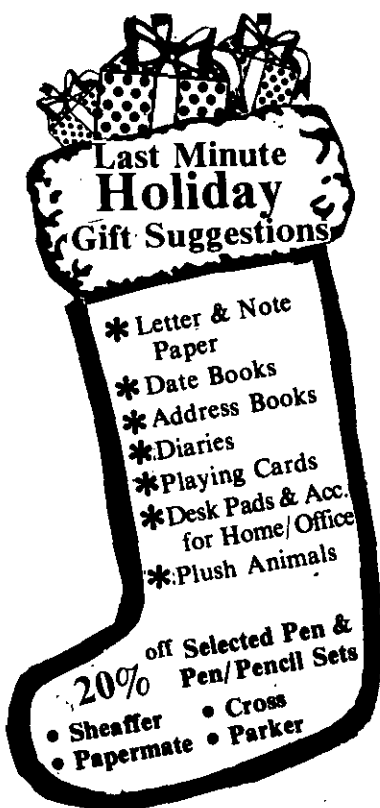 Last Minute
Holiday
Gift Suggestions
* Letter & Note
Paper
* Date Books
* Address Books
* Diaries
* Playing Cards
* Desk Pads & Acc.
for Home/Office
* Plush Animals
20% off Selected Pen &
Pen/Pencil Sets
• Sheaffer • Cross
• Papermate • Parker